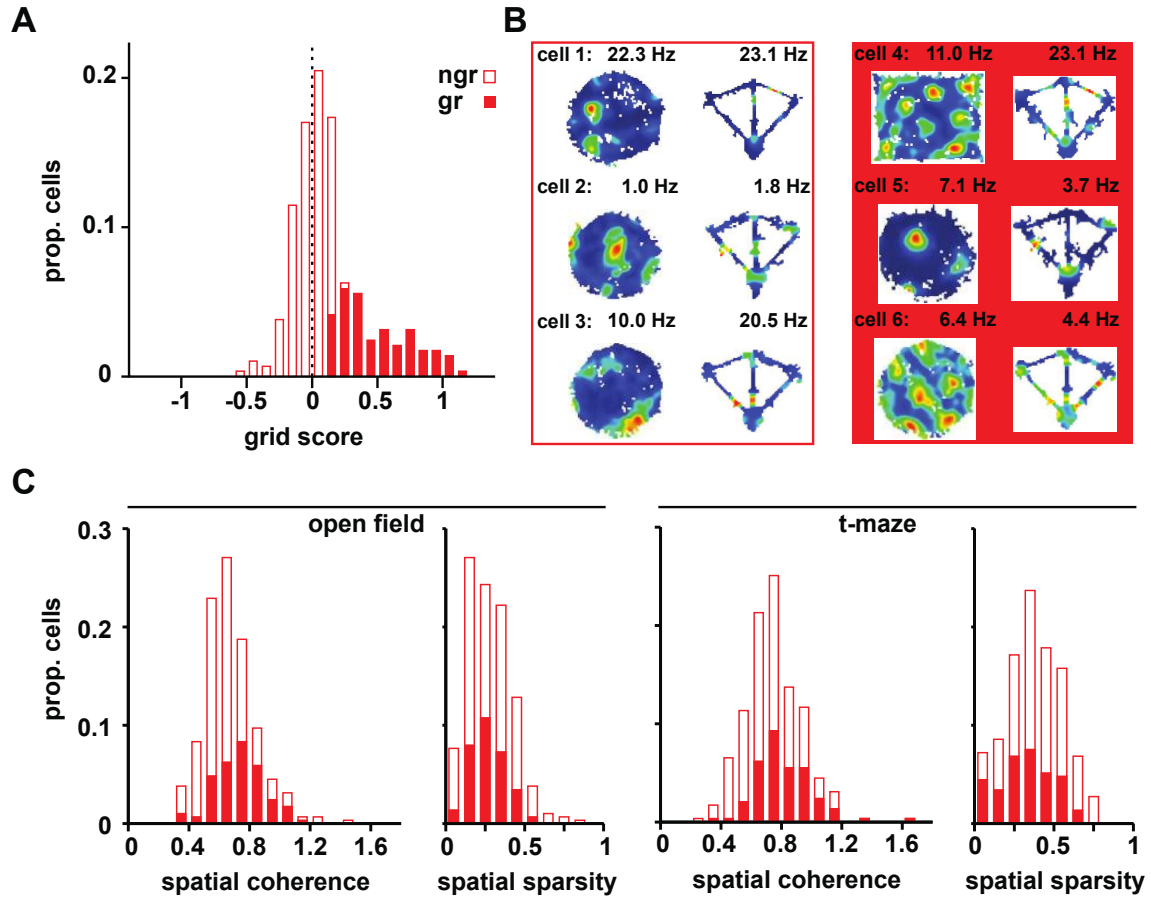 A
0.2
0.1
0
prop. cells
-1 -0.5 0 0.5 1
grid score
ngr
gr
B
cell 1: 22.3 Hz 23.1 Hz
cell 2: 1.0 Hz 1.8 Hz
cell 3: 10.0 Hz 20.5 Hz
cell 4: 11.0 Hz 23.1 Hz
cell 5: 7.1 Hz 3.7 Hz
cell 6: 6.4 Hz 4.4 Hz
C
open field
t-maze
0.3
0.2
0.1
0
prop. cells
0 0.4 0.8 1.2 1.6
spatial coherence
0 0.5 1
spatial sparsity
0 0.4 0.8 1.2 1.6
spatial coherence
0 0.5 1
spatial sparsity